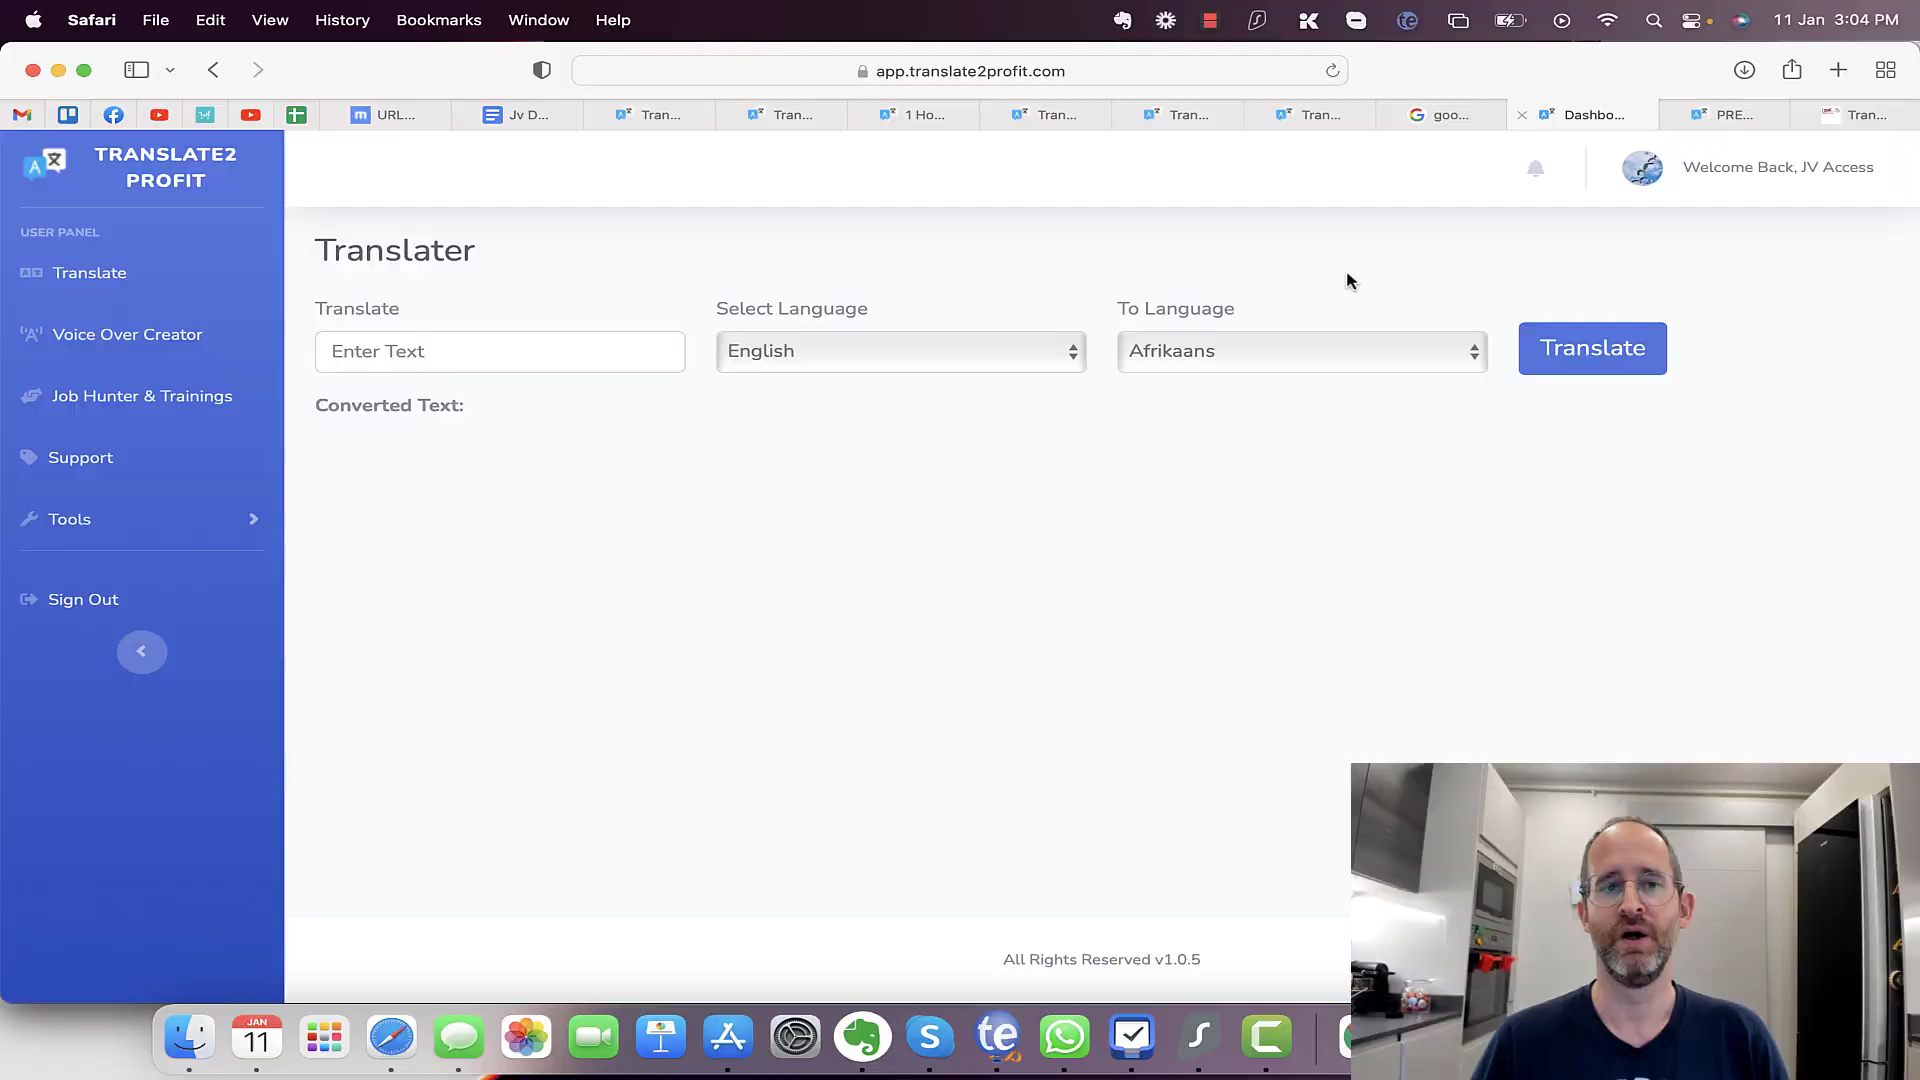 Safari File Edit View History Bookmarks Window Help 11 Jan 3:04 PM
app.translate2profit.com
URL... Jv D... Tran... Tran... 1 Ho... Tran... Tran... Tran... goo... Dashbo... PRE... Tran...
TRANSLATE2
PROFIT
Welcome Back, JV Access
USER PANEL
Translate
Voice Over Creator
Job Hunter & Trainings
Support
Tools
Sign Out
Translater
Translate Select Language To Language
Enter Text English Afrikaans Translate
Converted Text:
All Rights Reserved v1.0.5
JAN
11
te